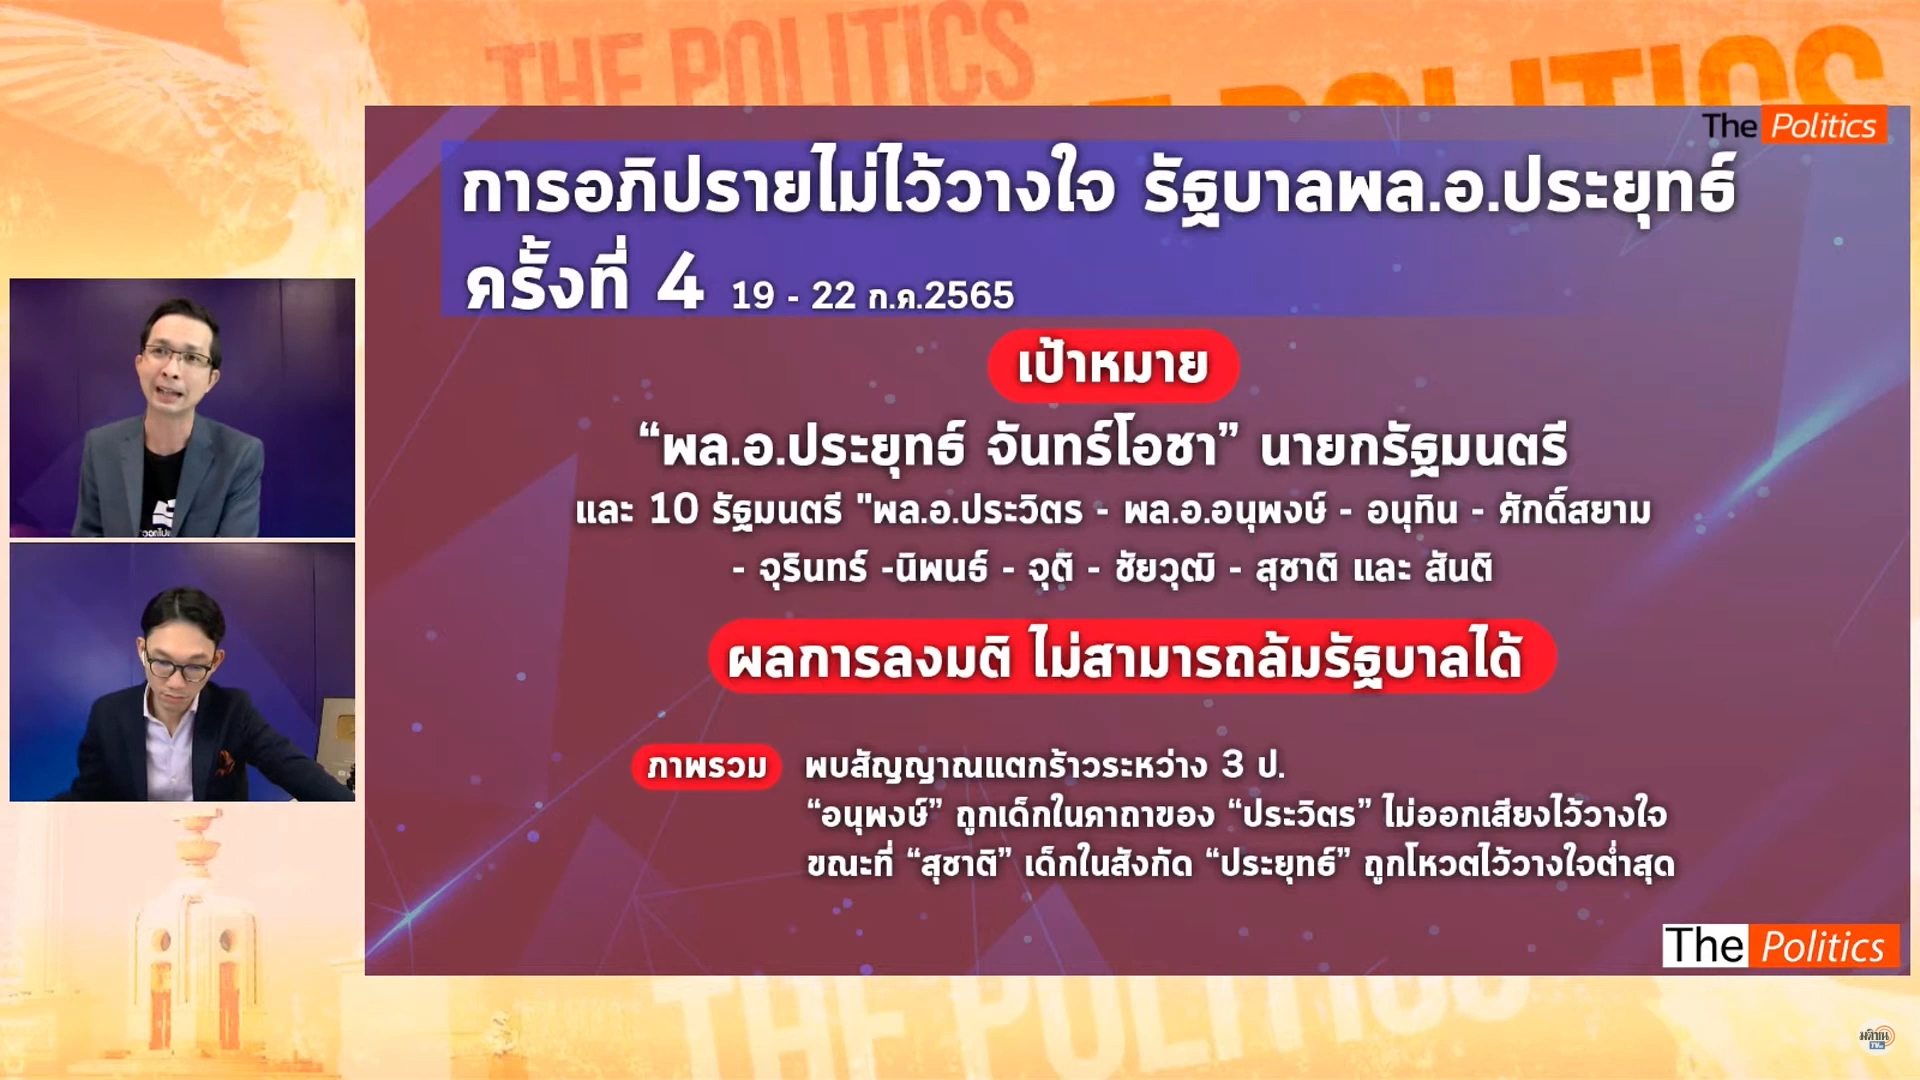 THE POLITICS
THE POLITICS
The Politics
การอภิปรายไม่ไว้วางใจ รัฐบาลพล.อ.ประยุทธ์
ครั้งที่ 4 19 - 22 ก.ค.2565
เป้าหมาย
“พล.อ.ประยุทธ์ จันทร์โอชา” นายกรัฐมนตรี
และ 10 รัฐมนตรี "พล.อ.ประวิตร - พล.อ.อนุพงษ์ - อนุทิน - ศักดิ์สยาม
- จุรินทร์ -นิพนธ์ - จุติ - ชัยวุฒิ - สุชาติ และ สันติ
ผลการลงมติ ไม่สามารถล้มรัฐบาลได้
ภาพรวม พบสัญญาณแตกร้าวระหว่าง 3 ป.
“อนุพงษ์” ถูกเด็กในคาถาของ “ประวิตร” ไม่ออกเสียงไว้วางใจ
ขณะที่ “สุชาติ” เด็กในสังกัด “ประยุทธ์” ถูกโหวตไว้วางใจต่ำสุด
The Politics
THE POLITICS
มติชน
TV